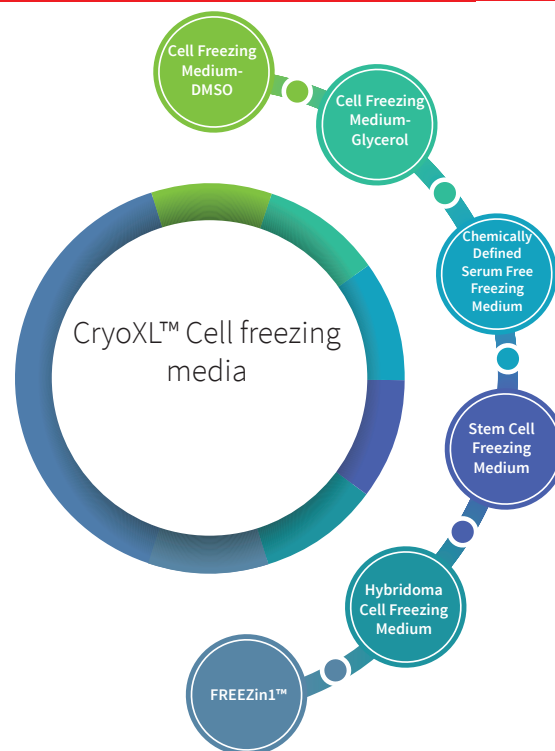 Cell Freezing
Medium-
DMSO
Cell Freezing
Medium-
Glycerol
Chemically
Defined
Serum Free
Freezing
Medium
CryoXL™ Cell freezing
media
Stem Cell
Freezing
Medium
Hybridoma
Cell Freezing
Medium
FREEZin1™